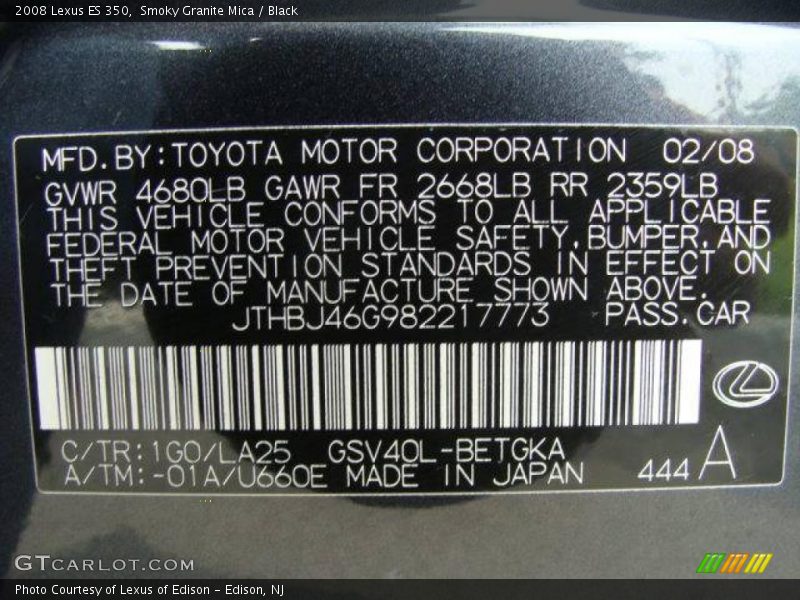 2008 Lexus ES 350, Smoky Granite Mica / Black
MFD.BY:TOYOTA MOTOR CORPORATION 02/08
GVWR 4680LB GAWR FR 2668LB RR 2359LB
THIS VEHICLE CONFORMS TO ALL APPLICABLE
FEDERAL MOTOR VEHICLE SAFETY,BUMPER,AND
THEFT PREVENTION STANDARDS IN EFFECT ON
THE DATE OF MANUFACTURE SHOWN ABOVE.
JTHBJ46G982217773 PASS.CAR
C/TR:1G0/LA25 GSV40L-BETGKA
A/TM:-01A/U660E MADE IN JAPAN 444 A
GTCARLOT.COM
Photo Courtesy of Lexus of Edison - Edison, NJ